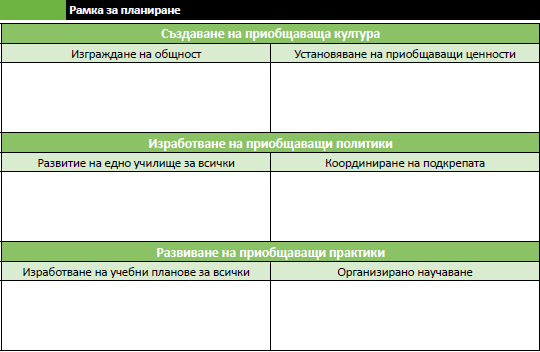 Рамка за планиране
Създаване на приобщаваща култура
Изграждане на общност
Установяване на приобщаващи ценности
Изработване на приобщаващи политики
Развитие на едно училище за всички
Координиране на подкрепата
Развиване на приобщаващи практики
Изработване на учебни планове за всички
Организирано научаване